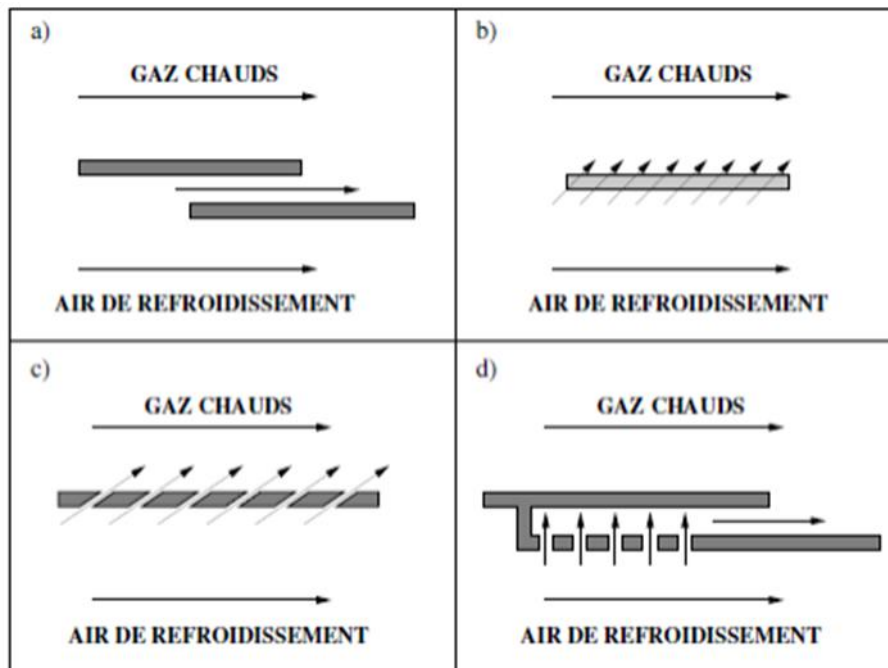 a)
GAZ CHAUDS
AIR DE REFROIDISSEMENT
b)
GAZ CHAUDS
AIR DE REFROIDISSEMENT
c)
GAZ CHAUDS
AIR DE REFROIDISSEMENT
d)
GAZ CHAUDS
AIR DE REFROIDISSEMENT